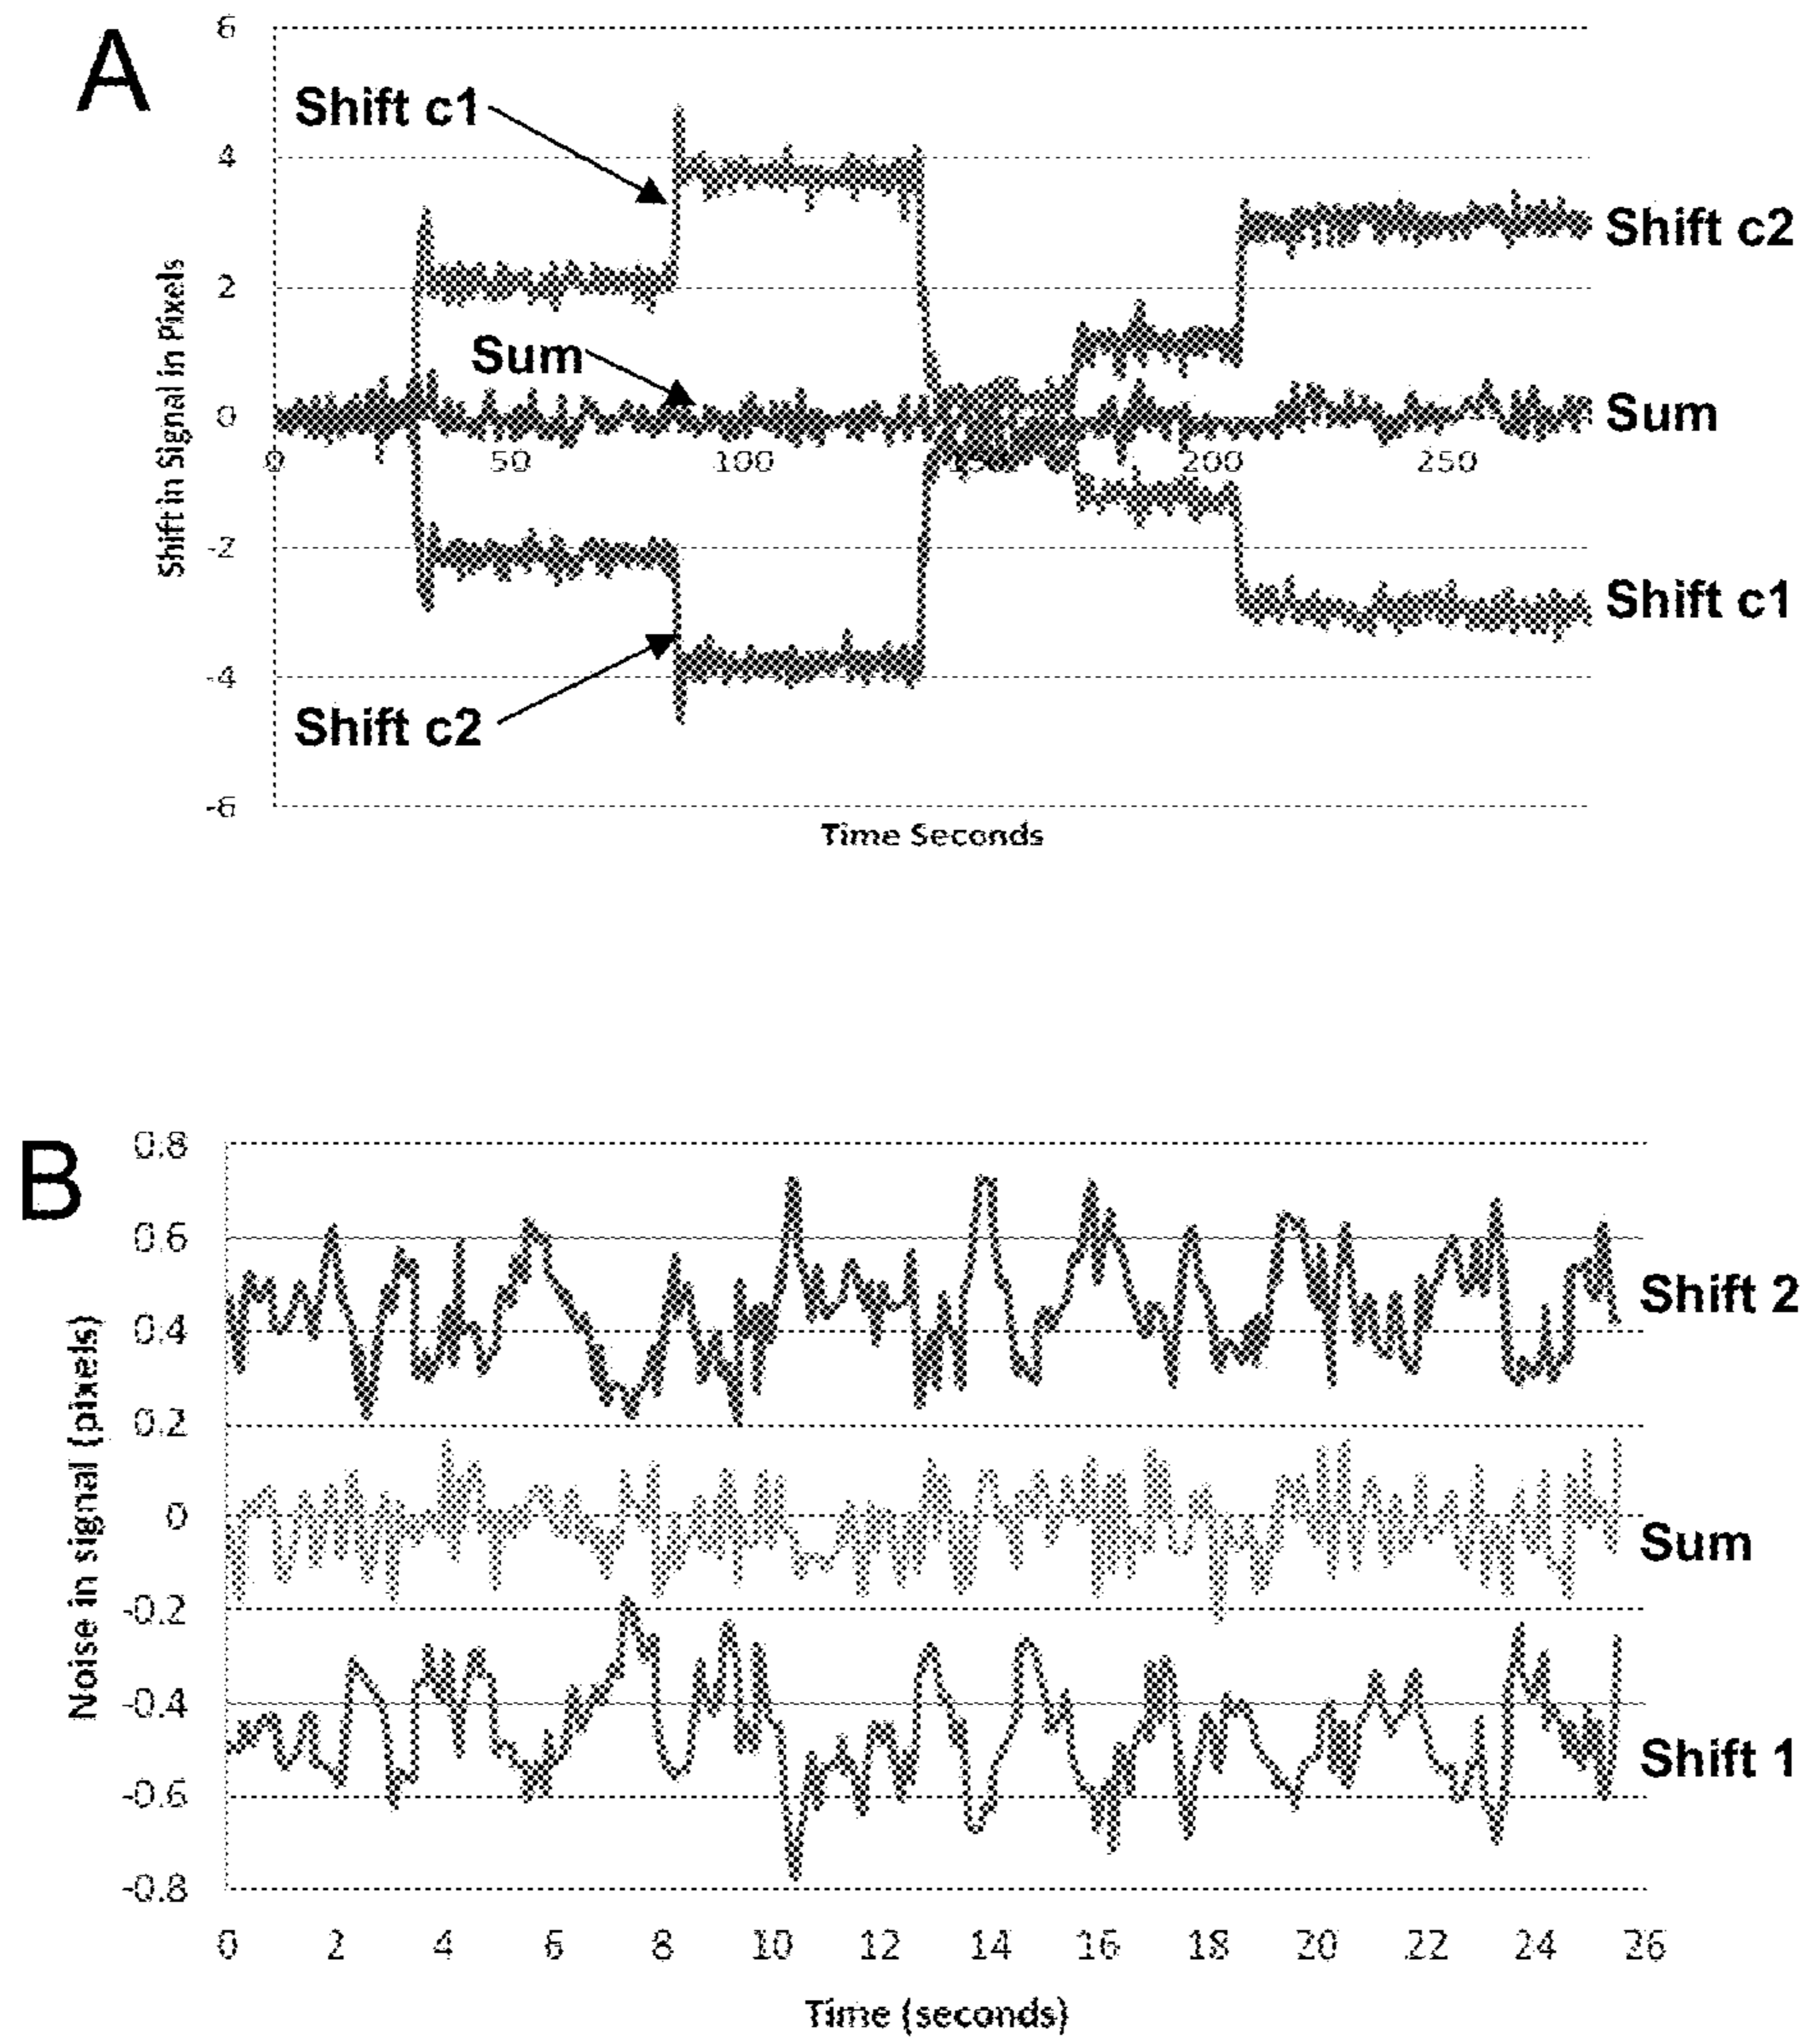 A
6
Shift c1
4
Shift c2
2
Sum
Shift in Signal in Pixels
0
Sum
0 50 100 150 200 250
-2
Shift c1
-4
Shift c2
-6
Time Seconds
B
0.8
0.6
Shift 2
0.4
0.2
Noise in signal (pixels)
0
Sum
-0.2
-0.4
Shift 1
-0.6
-0.8
0 2 4 6 8 10 12 14 16 18 20 22 24 26
Time (seconds)